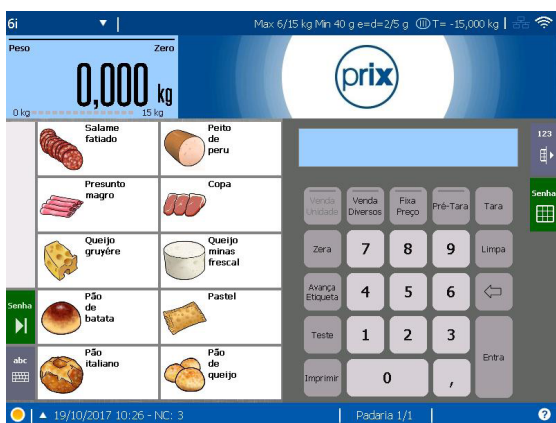 6i
Max 6/15 kg Min 40 g e=d=2/5 g T= -15,000 kg
Peso
Zero
0,000 kg
0 kg
15 kg
prix
Salame
fatiado
Peito
de
peru
Presunto
magro
Copa
Queijo
gruyére
Queijo
minas
frescal
Pão
de
batata
Pastel
Pão
italiano
Pão
de
queijo
Senha
abc
123
Senha
Venda
Unidade
Venda
Diversos
Fixa
Preço
Pré-Tara
Tara
Zera
7
8
9
Limpa
Avança
Etiqueta
4
5
6
Teste
1
2
3
Entra
Imprimir
0
,
19/10/2017 10:26 - NC: 3
Padaria 1/1
?